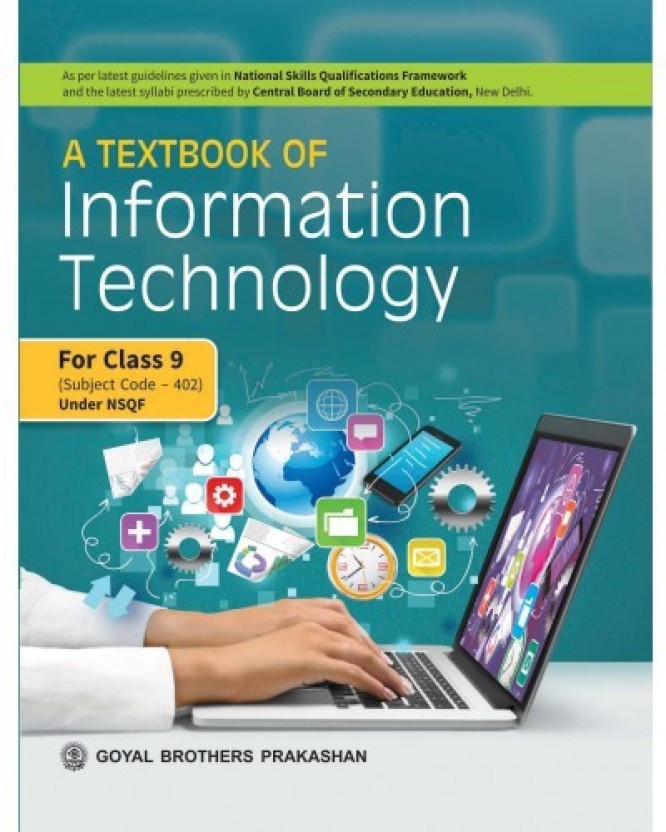 As per latest guidelines given in National Skills Qualifications Framework
and the latest syllabi prescribed by Central Board of Secondary Education, New Delhi.
A TEXTBOOK OF
Information
Technology
For Class 9
(Subject Code – 402)
Under NSQF
GOYAL BROTHERS PRAKASHAN